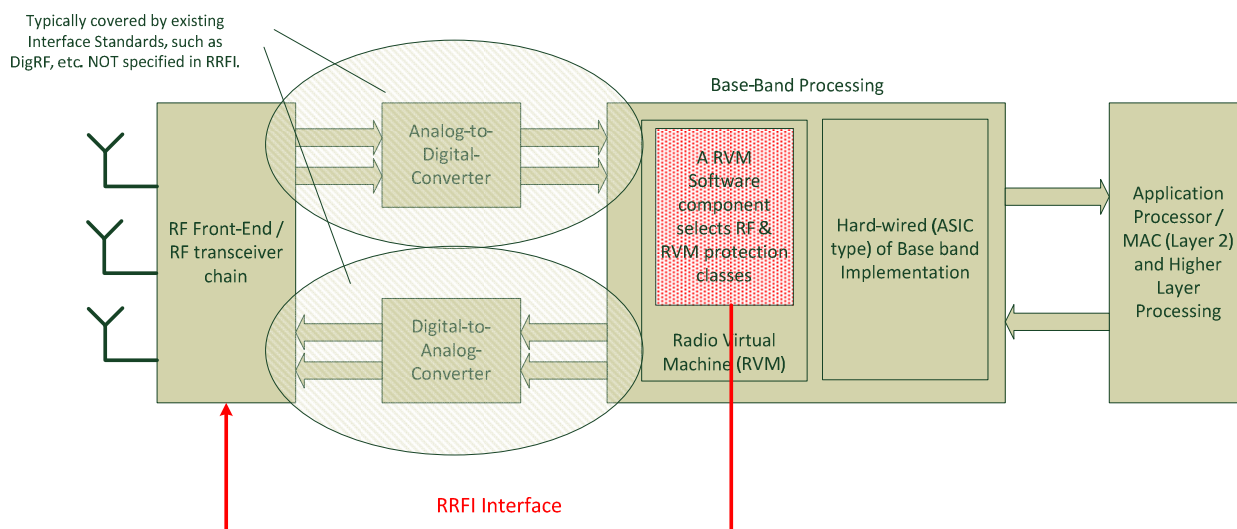 Typically covered by existing
Interface Standards, such as
DigRF, etc. NOT specified in RRFI.
Base-Band Processing
RF Front-End /
RF transceiver
chain
Analog-to-
Digital-
Converter
Digital-to-
Analog-
Converter
A RVM
Software
component
selects RF &
RVM protection
classes
Radio Virtual
Machine (RVM)
Hard-wired (ASIC
type) of Base band
Implementation
Application
Processor /
MAC (Layer 2)
and Higher
Layer
Processing
RRFI Interface